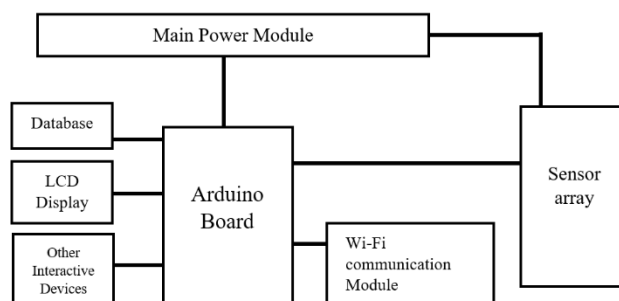 Main Power Module
Database
LCD
Display
Other
Interactive
Devices
Arduino
Board
Wi-Fi
communication
Module
Sensor
array